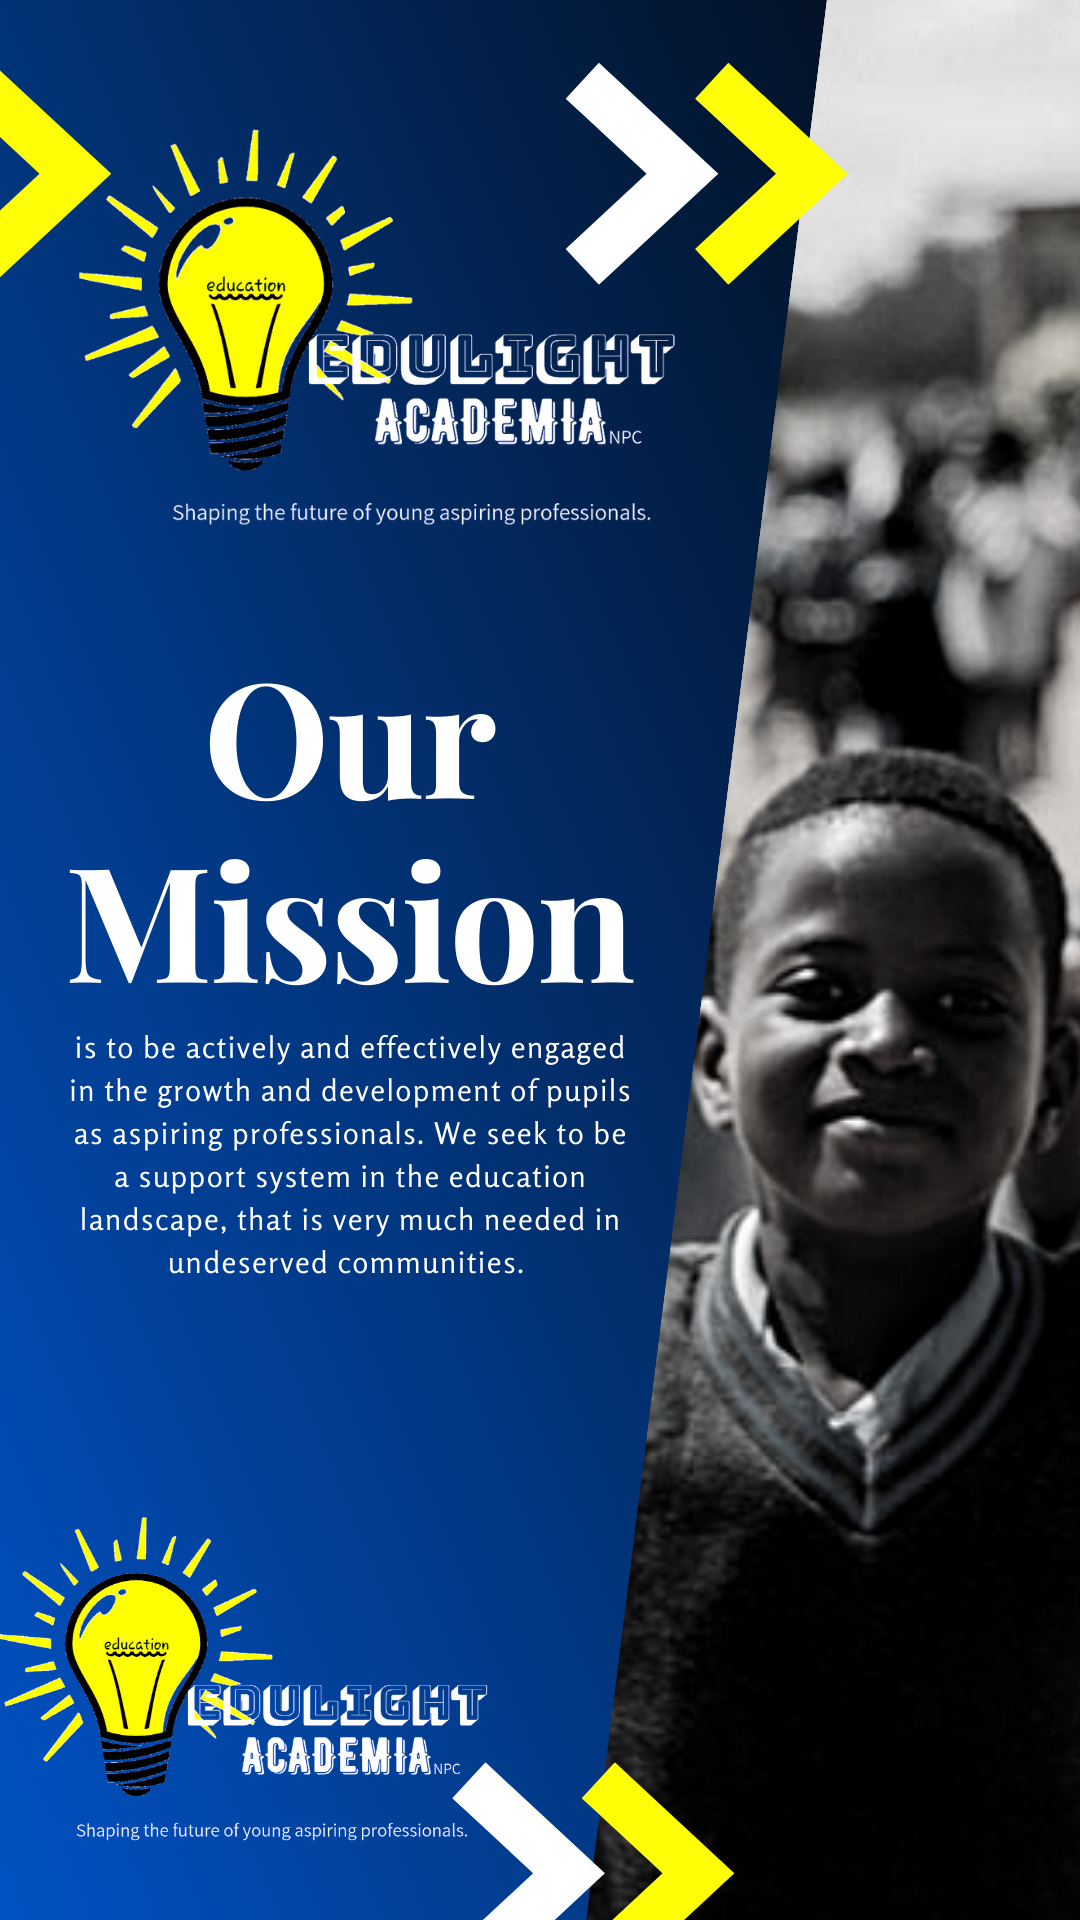 education
EDULIGHT
ACADEMIA NPC
Shaping the future of young aspiring professionals.
Our
Mission
is to be actively and effectively engaged
in the growth and development of pupils
as aspiring professionals. We seek to be
a support system in the education
landscape, that is very much needed in
undeserved communities.
education
EDULIGHT
ACADEMIA NPC
Shaping the future of young aspiring professionals.